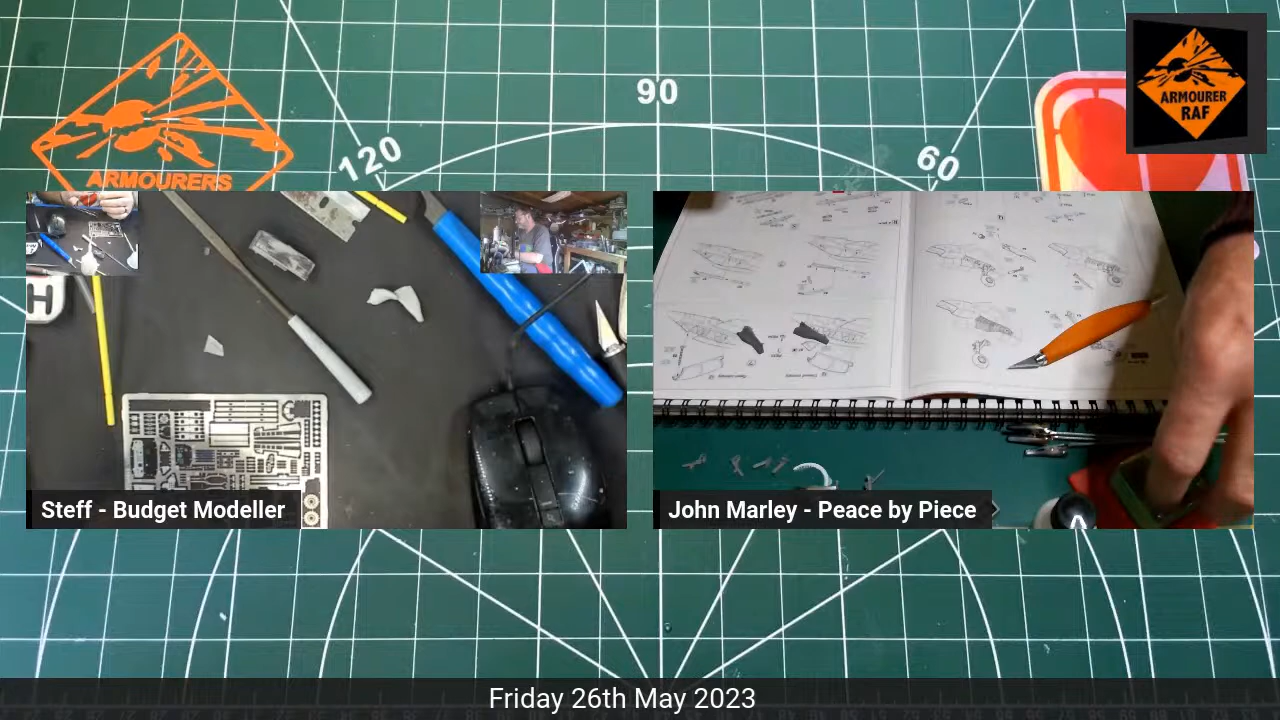 90
120
60
ARMOURERS
ARMOURER
RAF
H
Steff - Budget Modeller
John Marley - Peace by Piece
A
Friday 26th May 2023